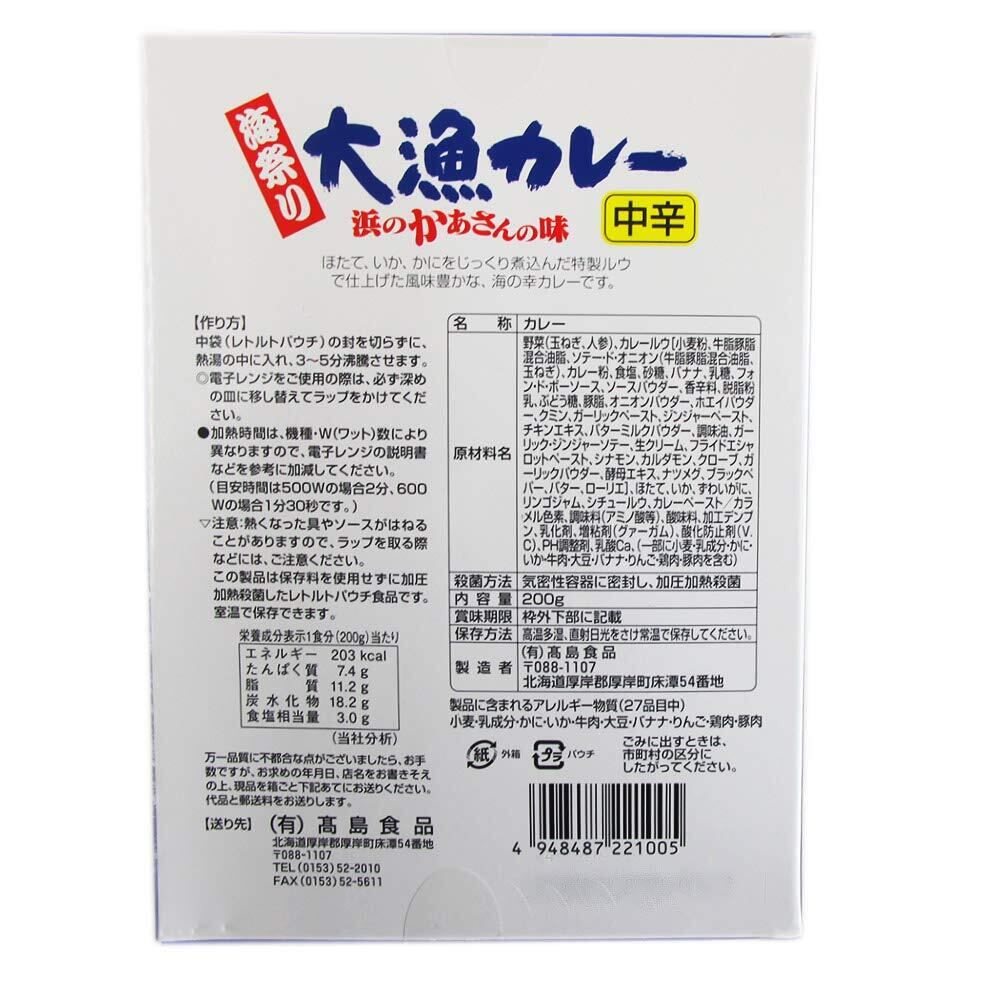 海祭り
大漁カレー
浜のかあさんの味
中辛
ほたて、いか、かにをじっくり煮込んだ特製ルウ
で仕上げた風味豊かな、海の幸カレーです。
【作り方】
中袋(レトルトパウチ)の封を切らずに、
熱湯の中に入れ、3〜5分沸騰させます。
◎電子レンジをご使用の際は、必ず深め
の皿に移し替えてラップをかけてくだ
さい。
●加熱時間は、機種・W(ワット)数により
異なりますので、電子レンジの説明書
などを参考に加減してください。
(目安時間は500Wの場合2分、600
Wの場合1分30秒です。)
▽注意:熱くなった具やソースがはねる
ことがありますので、ラップを取る際
などには、ご注意ください。
この製品は保存料を使用せずに加圧
加熱殺菌したレトルトパウチ食品です。
室温で保存できます。
栄養成分表示1食分(200g)当たり
エネルギー 203 kcal
たんぱく質 7.4 g
脂質 11.2 g
炭水化物 18.2 g
食塩相当量 3.0 g
(当社分析)
万一品質に不都合な点がございましたら、お手
数ですが、お求めの年月日、店名をお書きそえ
の上、現品を箱ごと下記あてにお送りください。
代品と郵送料をお送りします。
【送り先】(有)髙島食品
北海道厚岸郡厚岸町床潭54番地
〒088-1107
TEL(0153)52-2010
FAX(0153)52-5611
名称 カレー
原材料名
野菜(玉ねぎ、人参)、カレールウ[小麦粉、牛脂豚脂
混合油脂、ソテー・ド・オニオン(牛脂豚脂混合油脂、
玉ねぎ)、カレー粉、食塩、砂糖、バナナ、乳糖、フォ
ン・ド・ボーソース、ソースパウダー、香辛料、脱脂粉
乳、ぶどう糖、豚脂、オニオンパウダー、ホエイパウダ
ー、クミン、ガーリックペースト、ジンジャーペースト、
チキンエキス、バターミルクパウダー、調味油、ガー
リック・ジンジャーソテー、生クリーム、フライドエシャ
ロットペースト、シナモン、カルダモン、クローブ、ガ
ーリックパウダー、酵母エキス、ナツメグ、ブラックペ
パー、バター、ローリエ]、ほたて、いか、ずわいがに、
リンゴジャム、シチュールウ、カレーペースト/カラ
メル色素、調味料(アミノ酸等)、酸味料、加工デンプ
ン、乳化剤、増粘剤(グァーガム)、酸化防止剤(V.
C)、PH調整剤、乳酸Ca、(一部に小麦・乳成分・かに・
いか・牛肉・大豆・バナナ・りんご・鶏肉・豚肉を含む)
殺菌方法 気密性容器に密封し、加圧加熱殺菌
内容量 200g
賞味期限 枠外下部に記載
保存方法 高温多湿、直射日光をさけ常温で保存してください。
製造者
(有)髙島食品
〒088-1107
北海道厚岸郡厚岸町床潭54番地
製品に含まれるアレルギー物質(27品目中)
小麦・乳成分・かに・いか・牛肉・大豆・バナナ・りんご・鶏肉・豚肉
紙 外箱 プラ パウチ
ごみに出すときは、
市町村の区分に
したがってください。
4 948487 221005